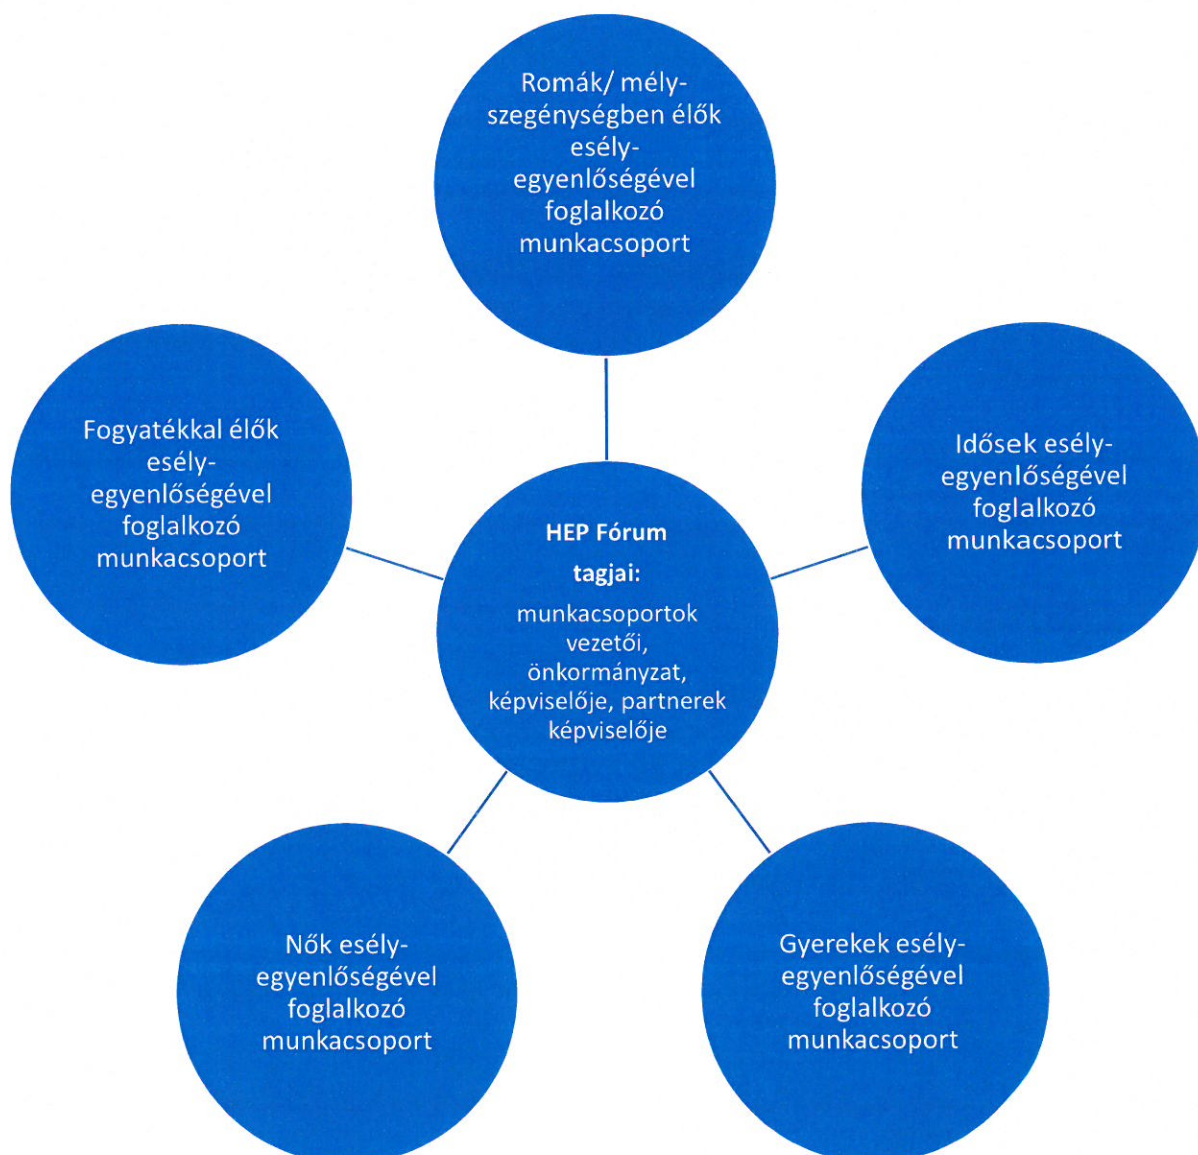 Romák/ mély-
szegénységben élők
esély-
egyenlőségével
foglalkozó
munkacsoport
Fogyatékkal élők
esély-
egyenlőségével
foglalkozó
munkacsoport
Idősek esély-
egyenlőségével
foglalkozó
munkacsoport
HEP Fórum
tagjai:
munkacsoportok
vezetői,
önkormányzat,
képviselője, partnerek
képviselője
Nők esély-
egyenlőségével
foglalkozó
munkacsoport
Gyerekek esély-
egyenlőségével
foglalkozó
munkacsoport